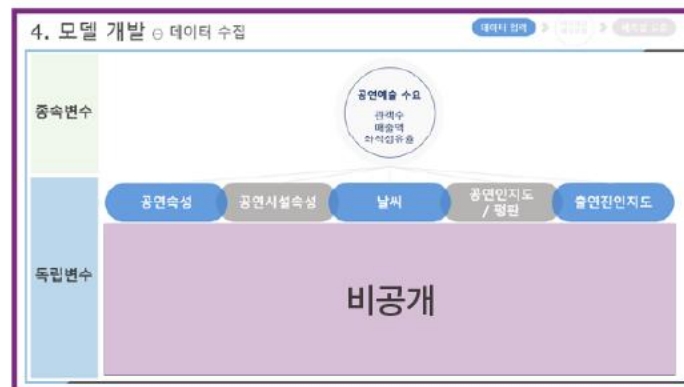 4. 모델 개발 ⊖ 데이터 수집
데이터 협력
종속변수
공연예술 수요
관객수
매출액
좌석점유율
공연속성
공연시설속성
날씨
공연인지도
/ 평판
출연진인지도
독립변수
비공개